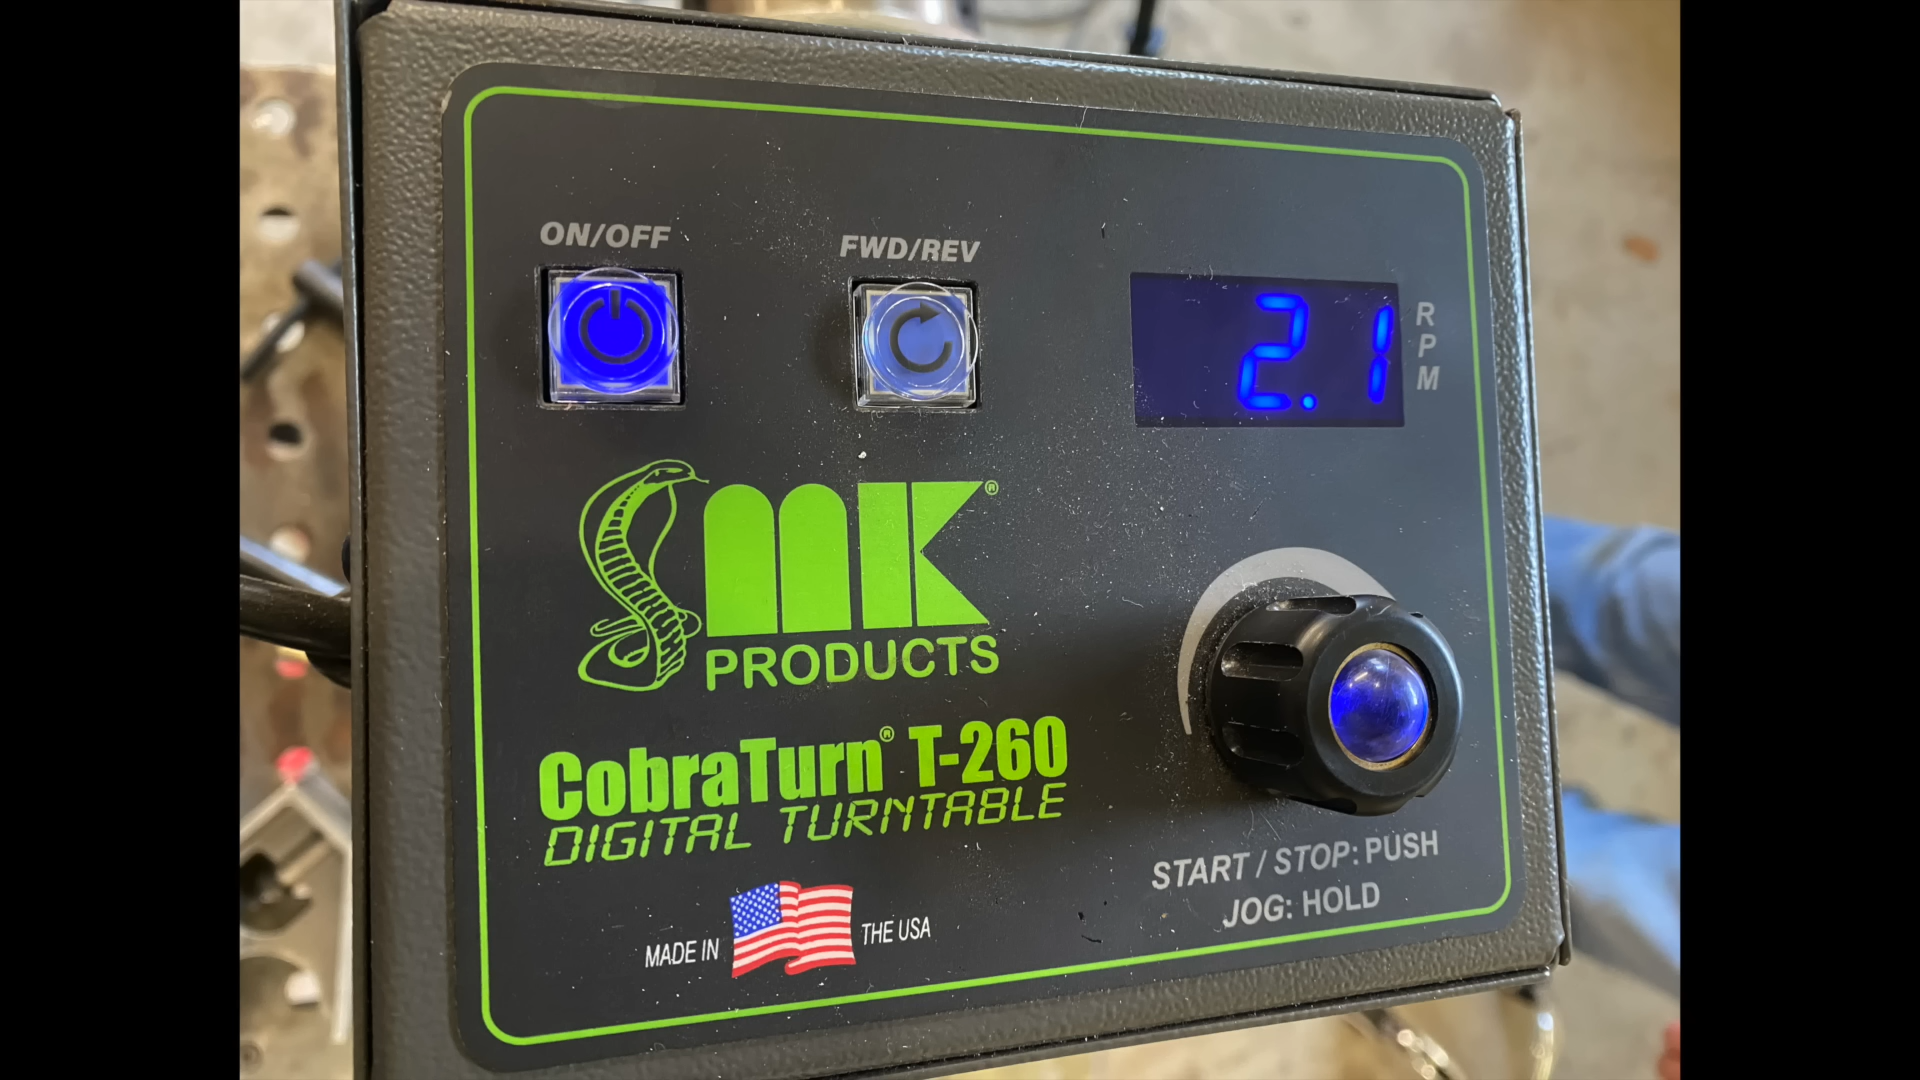 ON/OFF
FWD/REV
2.1
RPM
MK®
PRODUCTS
CobraTurn® T-260
DIGITAL TURNTABLE
MADE IN THE USA
START / STOP: PUSH
JOG: HOLD